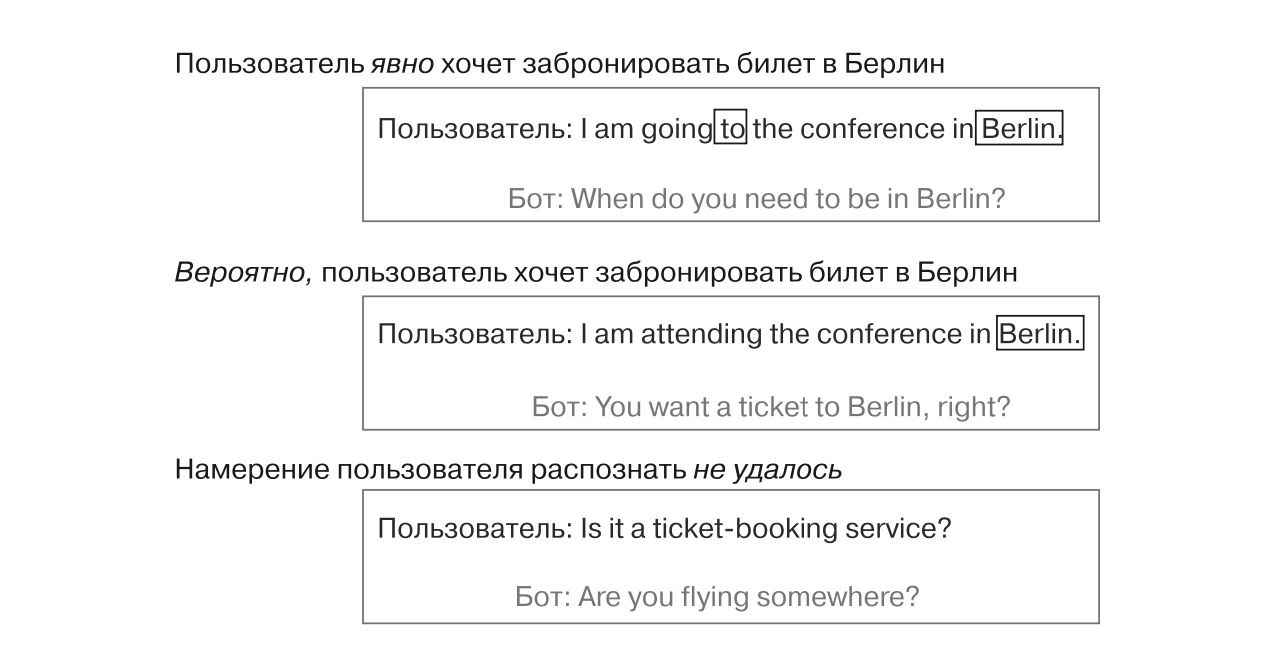 Пользователь явно хочет забронировать билет в Берлин
Пользователь: I am going to the conference in Berlin.
Бот: When do you need to be in Berlin?
Вероятно, пользователь хочет забронировать билет в Берлин
Пользователь: I am attending the conference in Berlin.
Бот: You want a ticket to Berlin, right?
Намерение пользователя распознать не удалось
Пользователь: Is it a ticket-booking service?
Бот: Are you flying somewhere?